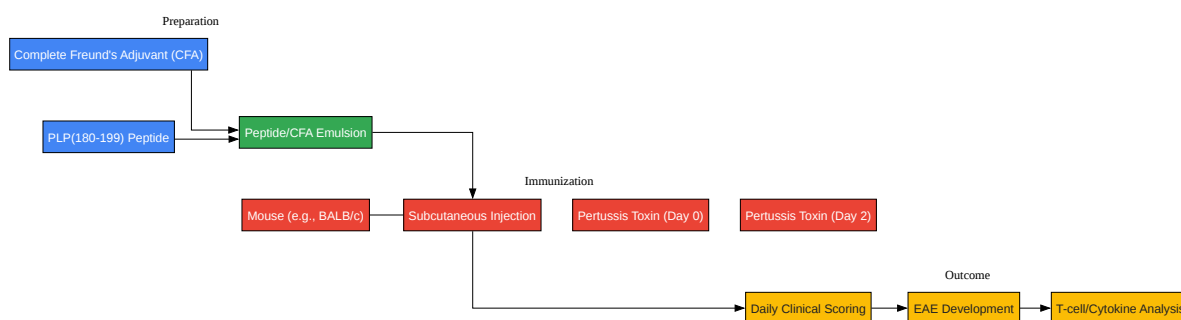 Preparation
Complete Freund's Adjuvant (CFA)
PLP(180-199) Peptide
Peptide/CFA Emulsion
Immunization
Mouse (e.g., BALB/c)
Subcutaneous Injection
Pertussis Toxin (Day 0)
Pertussis Toxin (Day 2)
Outcome
Daily Clinical Scoring
EAE Development
T-cell/Cytokine Analysis